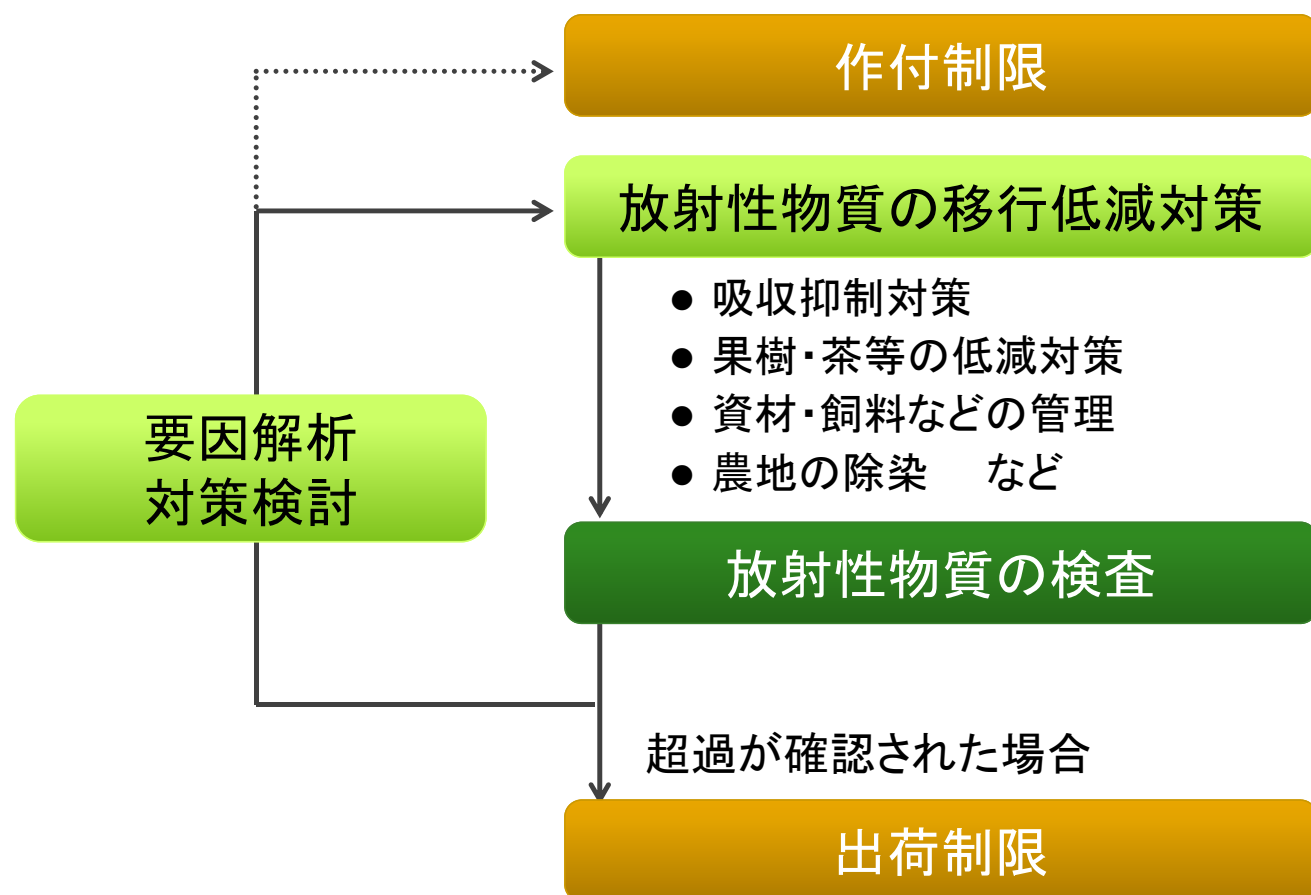 作付制限
放射性物質の移行低減対策
● 吸収抑制対策
● 果樹・茶等の低減対策
● 資材・飼料などの管理
● 農地の除染　など
要因解析
対策検討
放射性物質の検査
超過が確認された場合
出荷制限